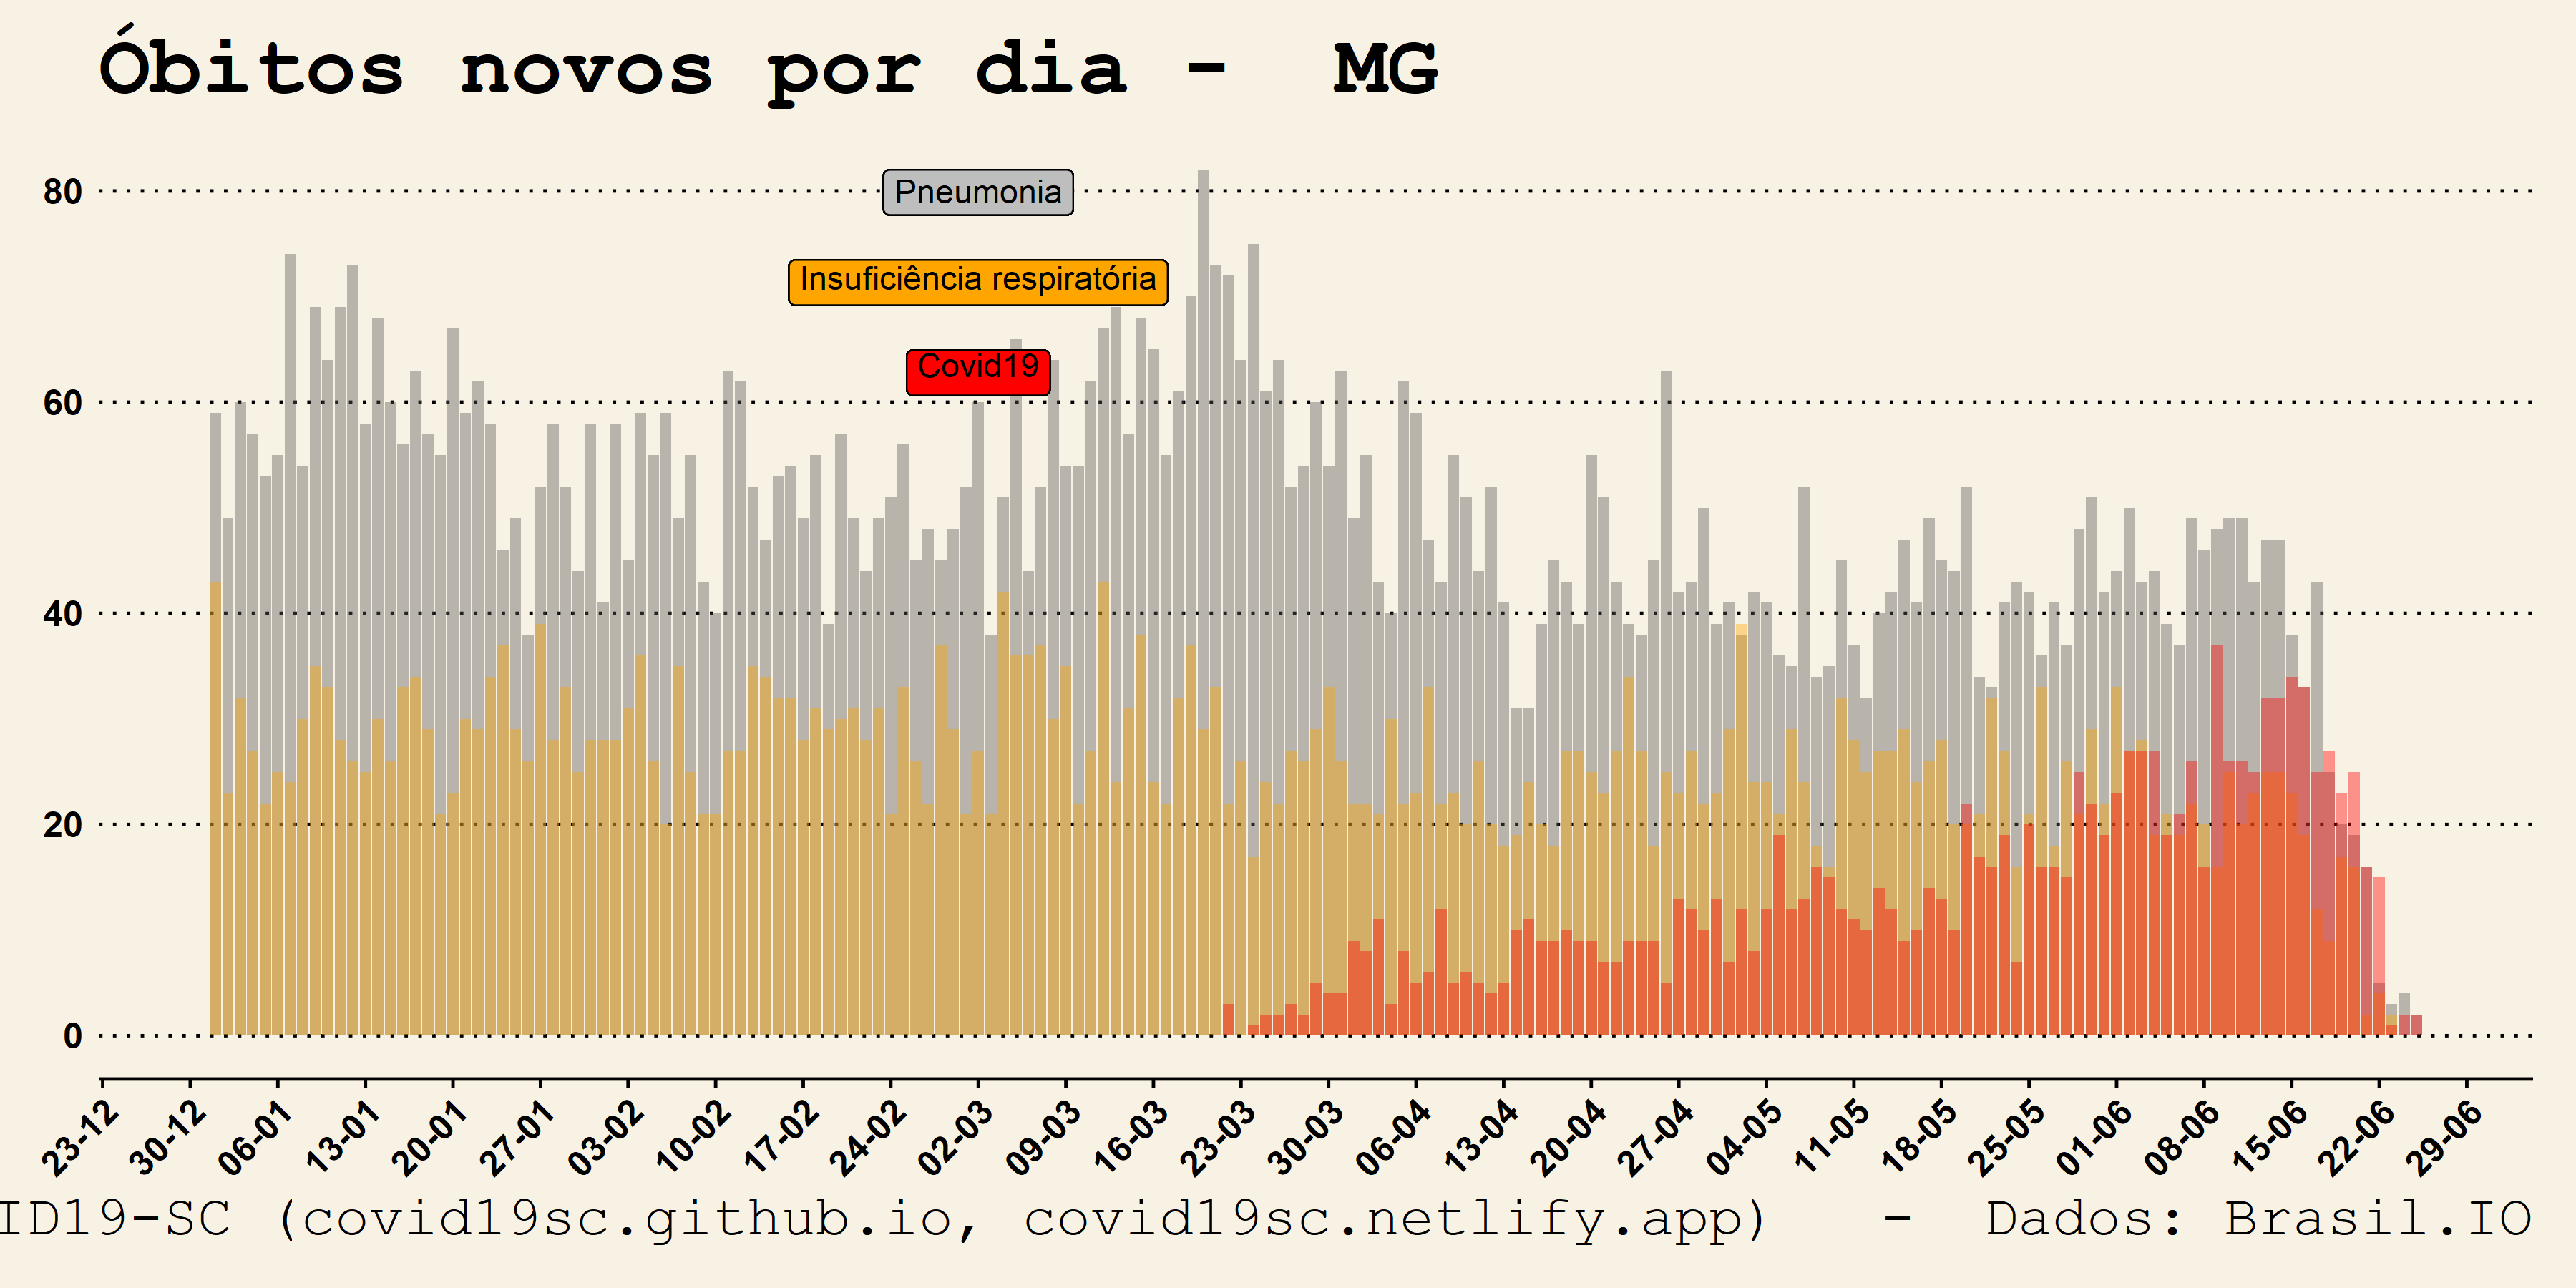 Óbitos novos por dia - MG
80
Pneumonia
Insuficiência respiratória
Covid19
60
40
20
0
23-12 30-12 06-01 13-01 20-01 27-01 03-02 10-02 17-02 24-02 02-03 09-03 16-03 23-03 30-03 06-04 13-04 20-04 27-04 04-05 11-05 18-05 25-05 01-06 08-06 15-06 22-06 29-06
ID19-SC (covid19sc.github.io, covid19sc.netlify.app) - Dados: Brasil.IO